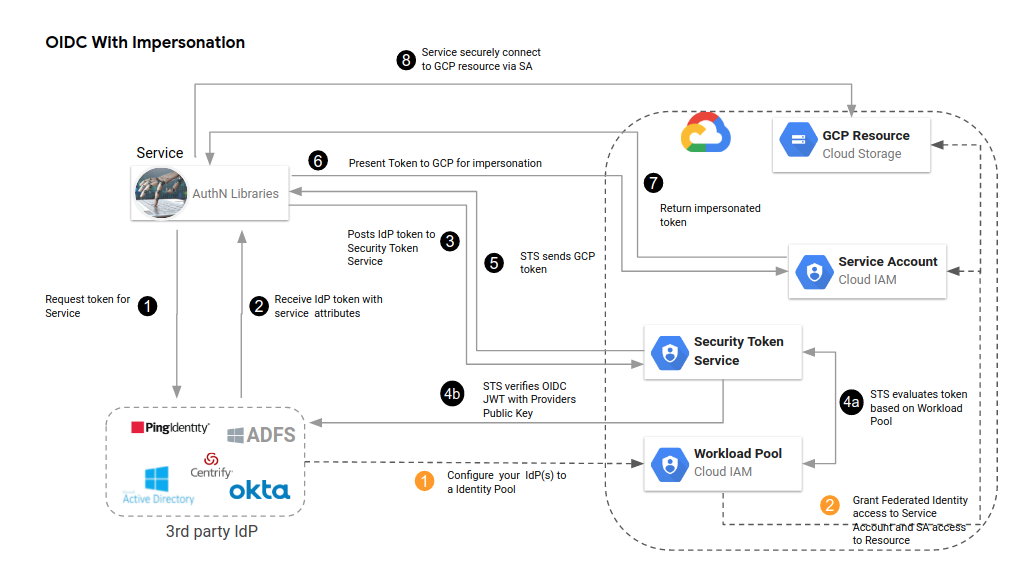 OIDC With Impersonation
8
Service securely connect
to GCP resource via SA
GCP Resource
Cloud Storage
Service
AuthN Libraries
6
Present Token to GCP for impersonation
7
Return impersonated
token
3
Posts IdP token to
Security Token
Service
5
STS sends GCP
token
Service Account
Cloud IAM
Request token for
Service
1
2
Receive IdP token with
service attributes
Security Token
Service
4b
STS verifies OIDC
JWT with Providers
Public Key
4a
STS evaluates token
based on Workload
Pool
PingIdentity
ADFS
Centrify
Active Directory
okta
3rd party IdP
1
Configure your IdP(s) to
a Identity Pool
Workload Pool
Cloud IAM
2
Grant Federated Identity
access to Service
Account and SA access
to Resource